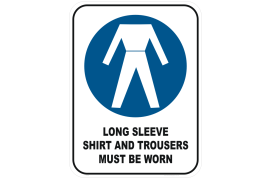 LONG SLEEVE
SHIRT AND TROUSERS
MUST BE WORN